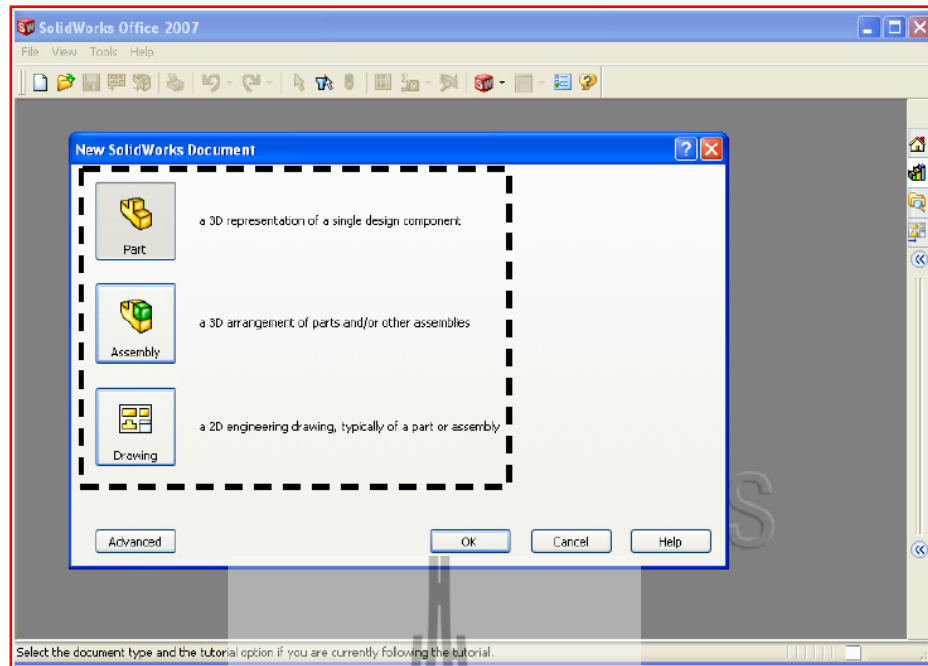 SolidWorks Office 2007
File View Tools Help
New SolidWorks Document
Part
a 3D representation of a single design component
Assembly
a 3D arrangement of parts and/or other assemblies
Drawing
a 2D engineering drawing, typically of a part or assembly
Advanced OK Cancel Help
S
Select the document type and the tutorial option if you are currently following the tutorial.